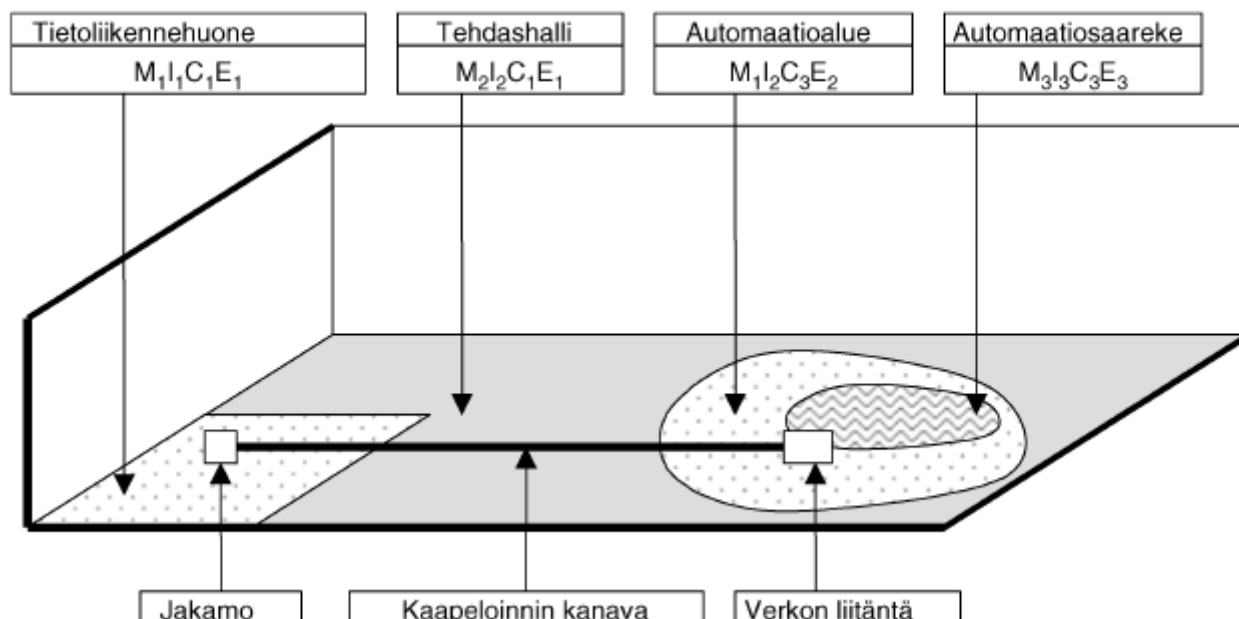 Tietoliikennehuone
M₁I₁C₁E₁
Tehdashalli
M₂I₂C₁E₁
Automaatioalue
M₁I₂C₃E₂
Automaatiosaareke
M₃I₃C₃E₃
Jakamo
Kaapeloinnin kanava
Verkon liitäntä